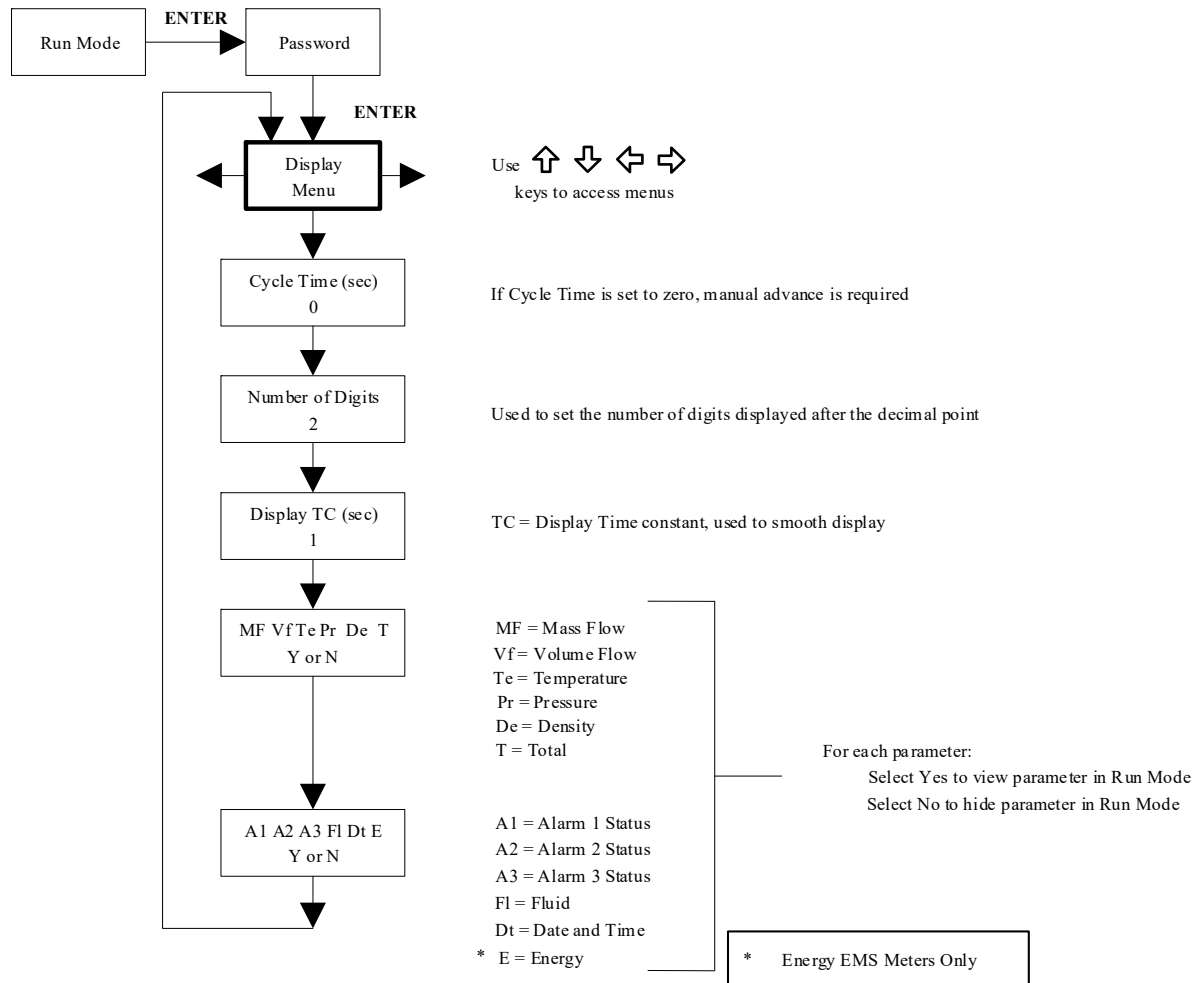 ENTER
Run Mode
Password
ENTER
Display
Menu
Use
keys to access menus
Cycle Time (sec)
0
If Cycle Time is set to zero, manual advance is required
Number of Digits
2
Used to set the number of digits displayed after the decimal point
Display TC (sec)
1
TC = Display Time constant, used to smooth display
MF Vf Te Pr De T
Y or N
MF = Mass Flow
Vf = Volume Flow
Te = Temperature
Pr = Pressure
De = Density
T = Total
For each parameter:
Select Yes to view parameter in Run Mode
Select No to hide parameter in Run Mode
A1 A2 A3 Fl Dt E
Y or N
A1 = Alarm 1 Status
A2 = Alarm 2 Status
A3 = Alarm 3 Status
Fl = Fluid
Dt = Date and Time
* E = Energy
* Energy EMS Meters Only